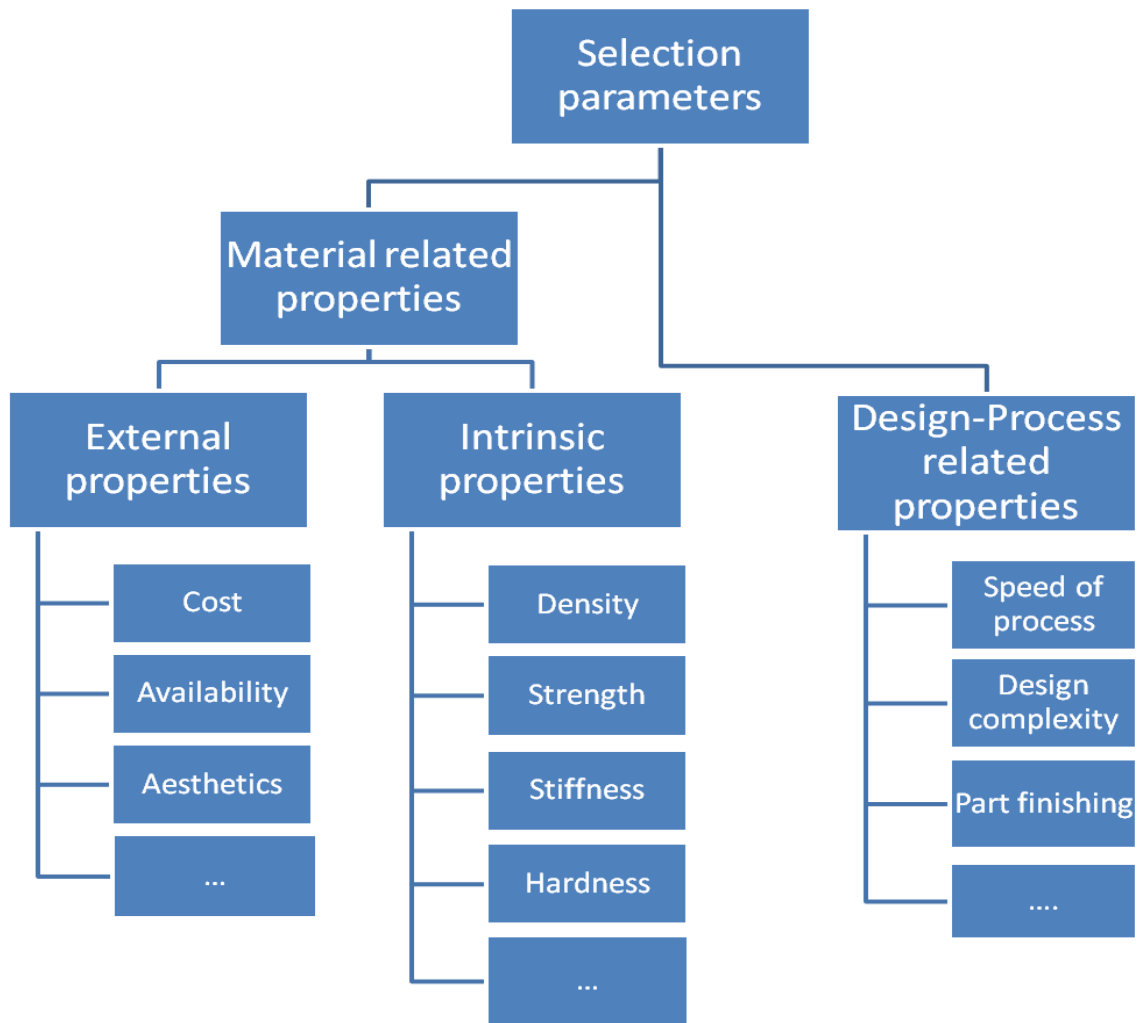 Selection
parameters
Material related
properties
External
properties
Intrinsic
properties
Design-Process
related
properties
Cost
Availability
Aesthetics
...
Density
Strength
Stiffness
Hardness
...
Speed of
process
Design
complexity
Part finishing
....